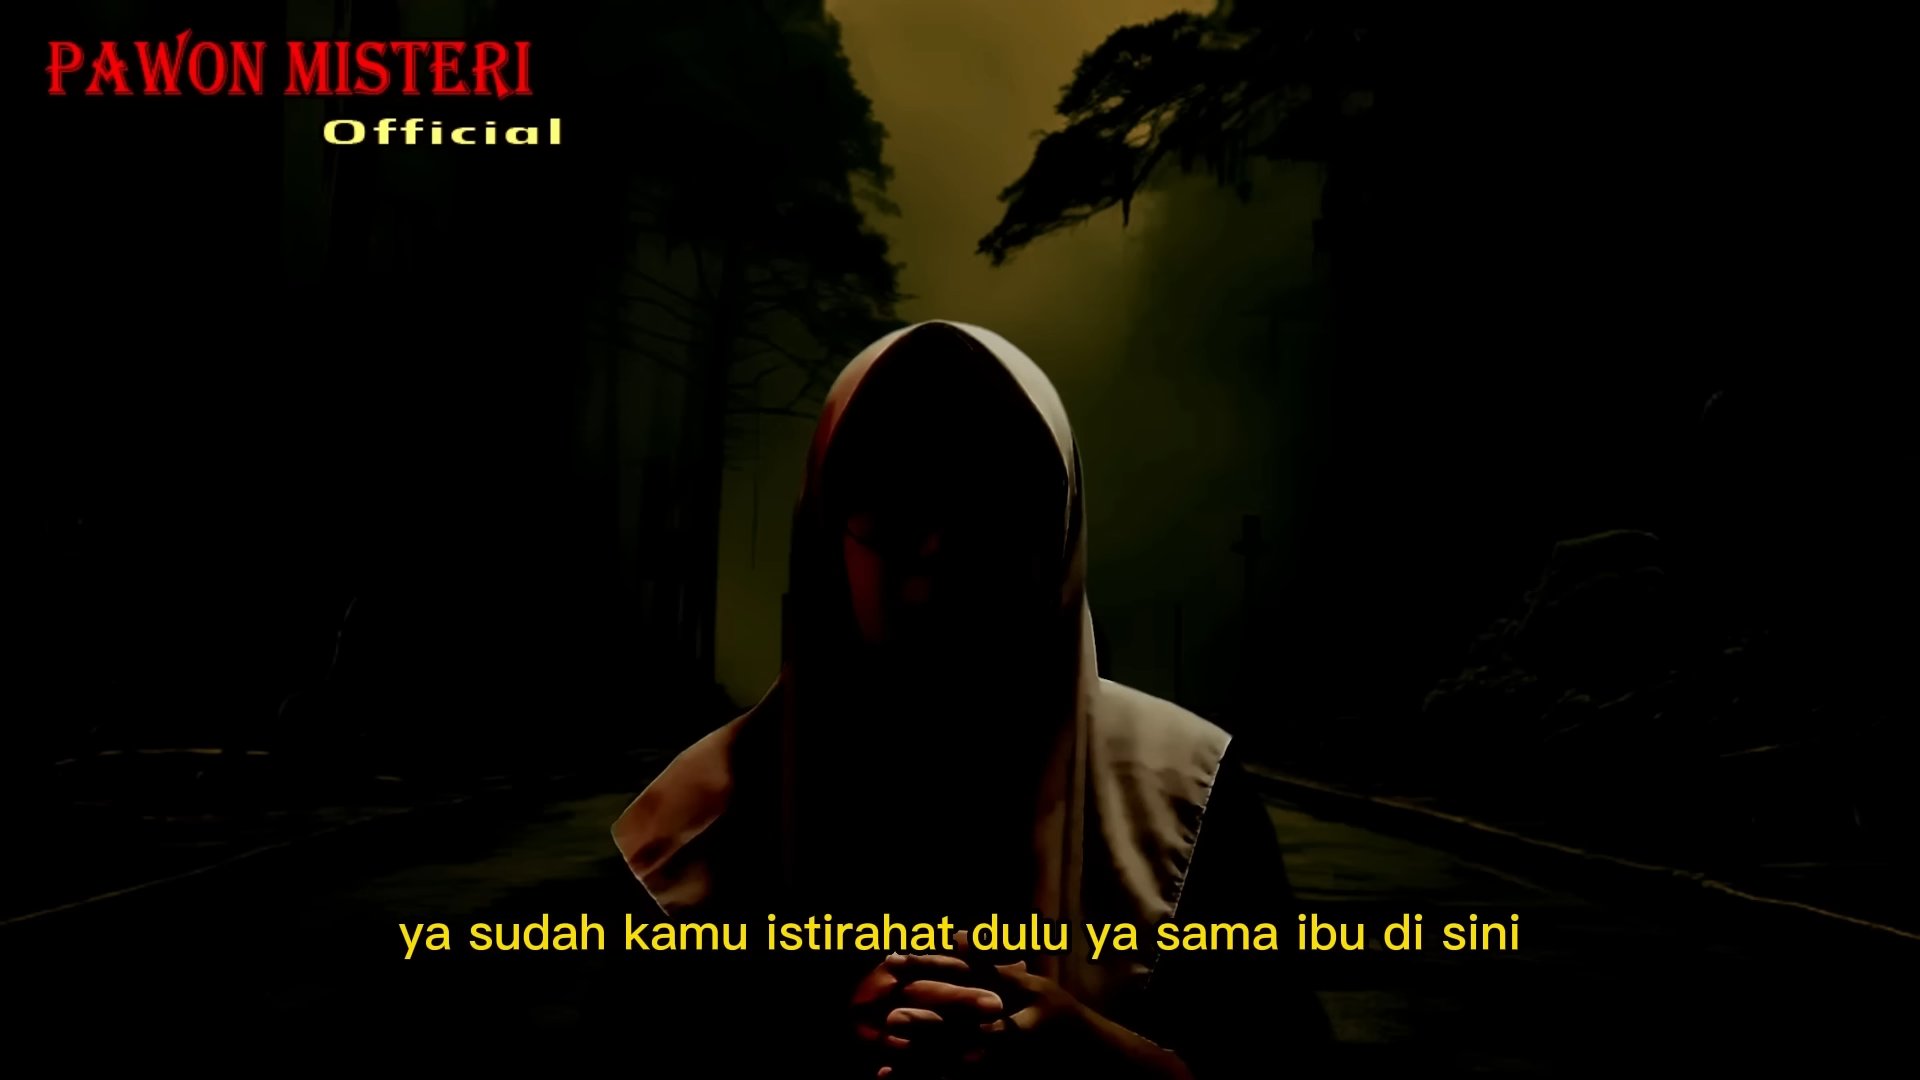 PAWON MISTERI
Official
ya sudah kamu istirahat dulu ya sama ibu di sini